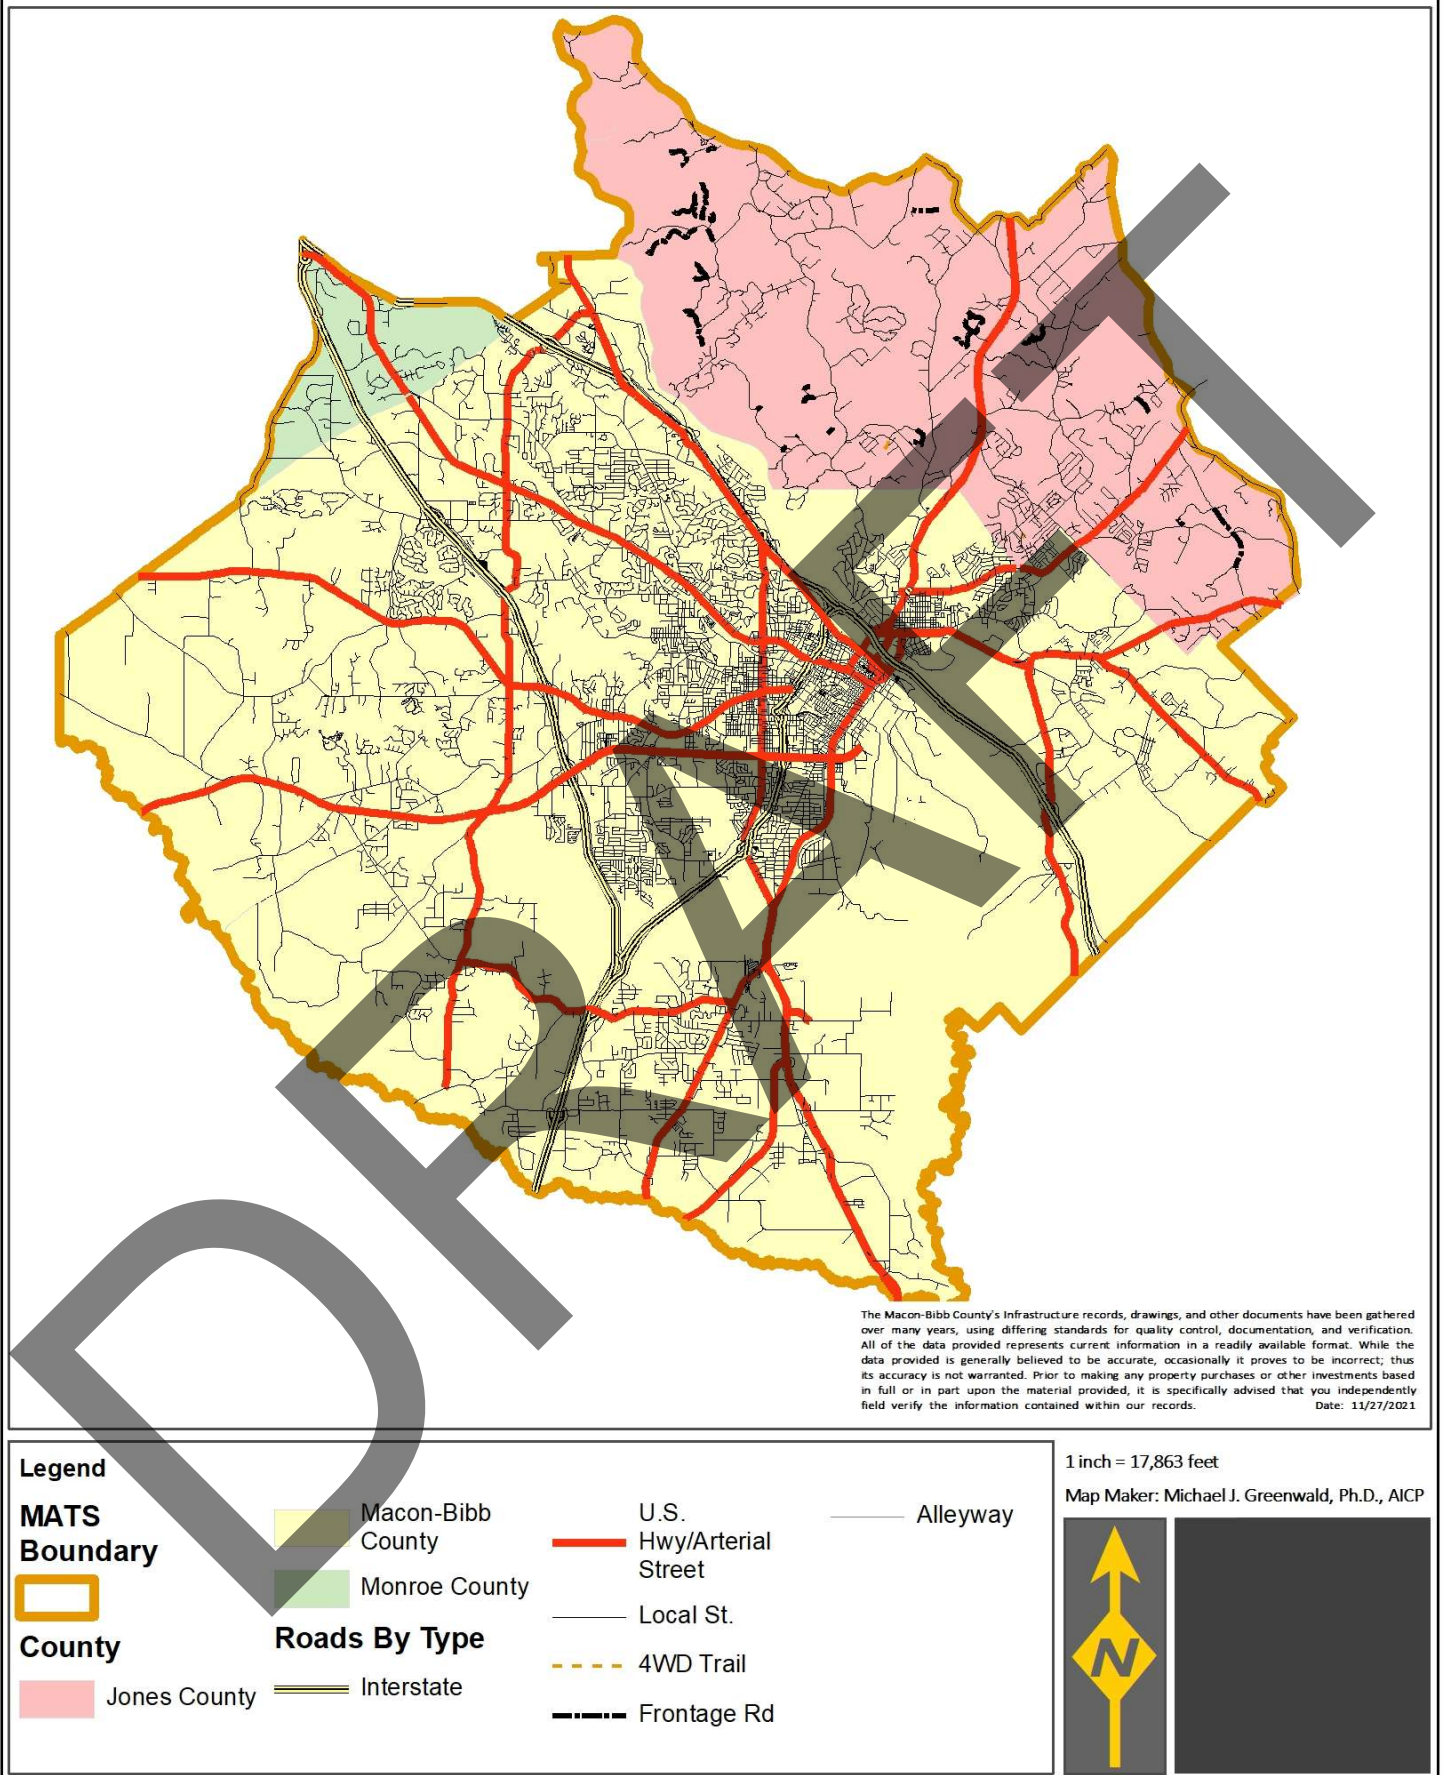 DRAFT
The Macon-Bibb County's Infrastructure records, drawings, and other documents have been gathered
over many years, using differing standards for quality control, documentation, and verification.
All of the data provided represents current information in a readily available format. While the
data provided is generally believed to be accurate, occasionally it proves to be incorrect; thus
its accuracy is not warranted. Prior to making any property purchases or other investments based
in full or in part upon the material provided, it is specifically advised that you independently
field verify the information contained within our records. Date: 11/27/2021
Legend
MATS
Boundary
County
Jones County
Macon-Bibb
County
Monroe County
Roads By Type
Interstate
U.S.
Hwy/Arterial
Street
Local St.
4WD Trail
Frontage Rd
Alleyway
1 inch = 17,863 feet
Map Maker: Michael J. Greenwald, Ph.D., AICP
N